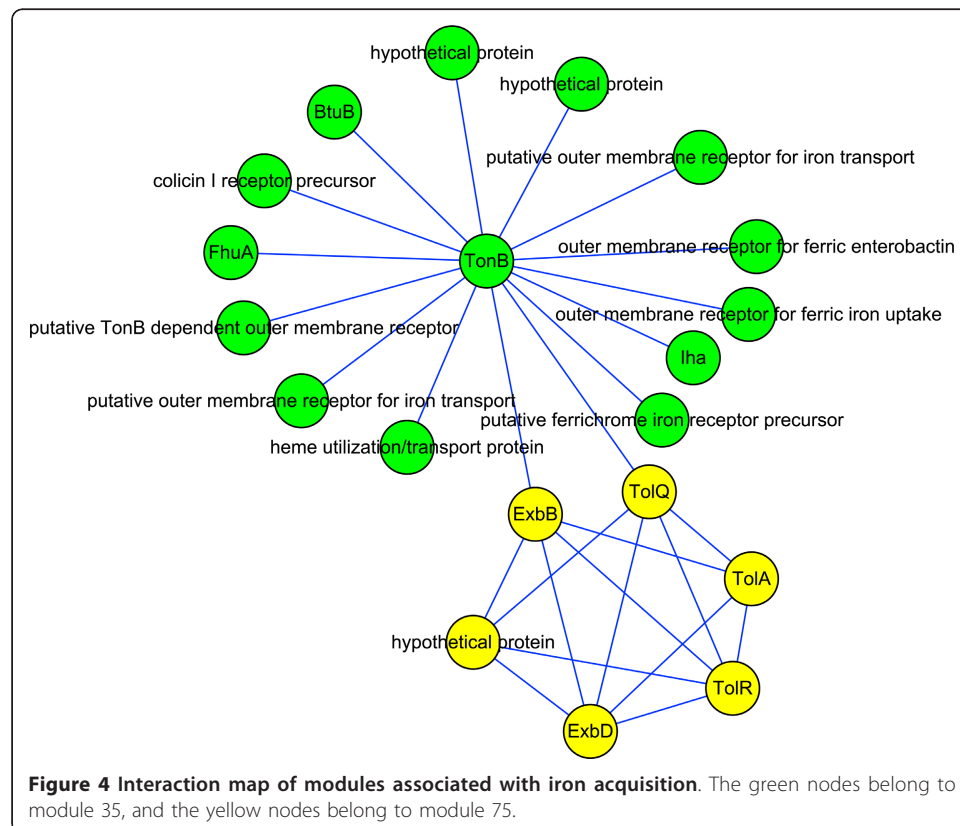 hypothetical protein
hypothetical protein
BtuB
putative outer membrane receptor for iron transport
colicin I receptor precursor
outer membrane receptor for ferric enterobactin
FhuA
TonB
outer membrane receptor for ferric iron uptake
putative TonB dependent outer membrane receptor
Iha
putative outer membrane receptor for iron transport
putative ferrichrome iron receptor precursor
heme utilization/transport protein
TolQ
ExbB
TolA
hypothetical protein
TolR
ExbD
Figure 4 Interaction map of modules associated with iron acquisition. The green nodes belong to
module 35, and the yellow nodes belong to module 75.